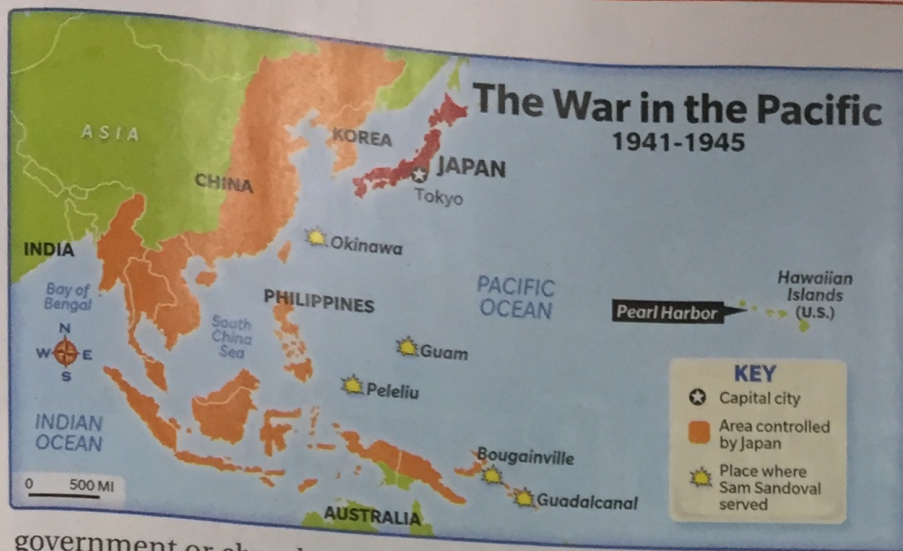 The War in the Pacific
1941-1945
ASIA
KOREA
JAPAN
CHINA
Tokyo
INDIA
Okinawa
Bay of
Bengal
PHILIPPINES
PACIFIC
OCEAN
Hawaiian
Islands
(U.S.)
Pearl Harbor
South
China
Sea
N
W
E
S
Guam
Peleliu
INDIAN
OCEAN
KEY
Capital city
Area controlled
by Japan
Place where
Sam Sandoval
served
Bougainville
Guadalcanal
0 500 MI
AUSTRALIA
government or